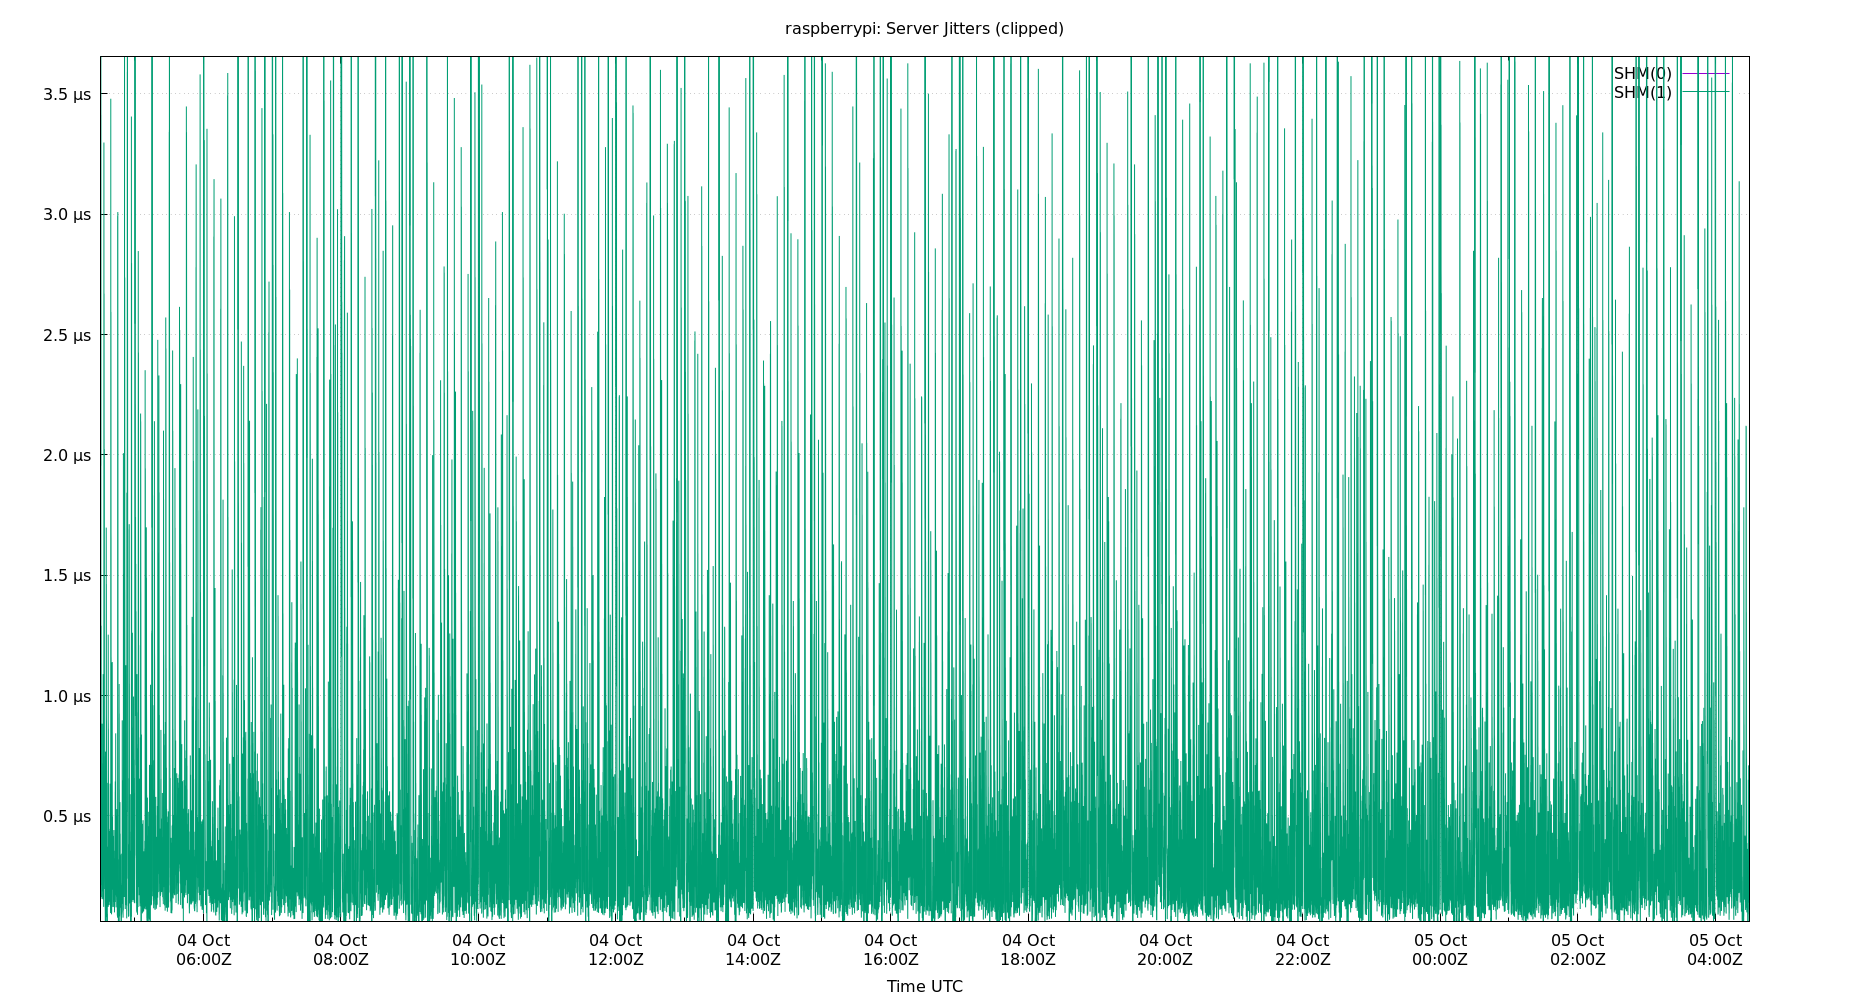 raspberrypi: Server Jitters (clipped)
SHM(0)
SHM(1)
3.5 µs
3.0 µs
2.5 µs
2.0 µs
1.5 µs
1.0 µs
0.5 µs
04 Oct 04 Oct 04 Oct 04 Oct 04 Oct 04 Oct 04 Oct 04 Oct 04 Oct 05 Oct 05 Oct 05 Oct
06:00Z 08:00Z 10:00Z 12:00Z 14:00Z 16:00Z 18:00Z 20:00Z 22:00Z 00:00Z 02:00Z 04:00Z
Time UTC